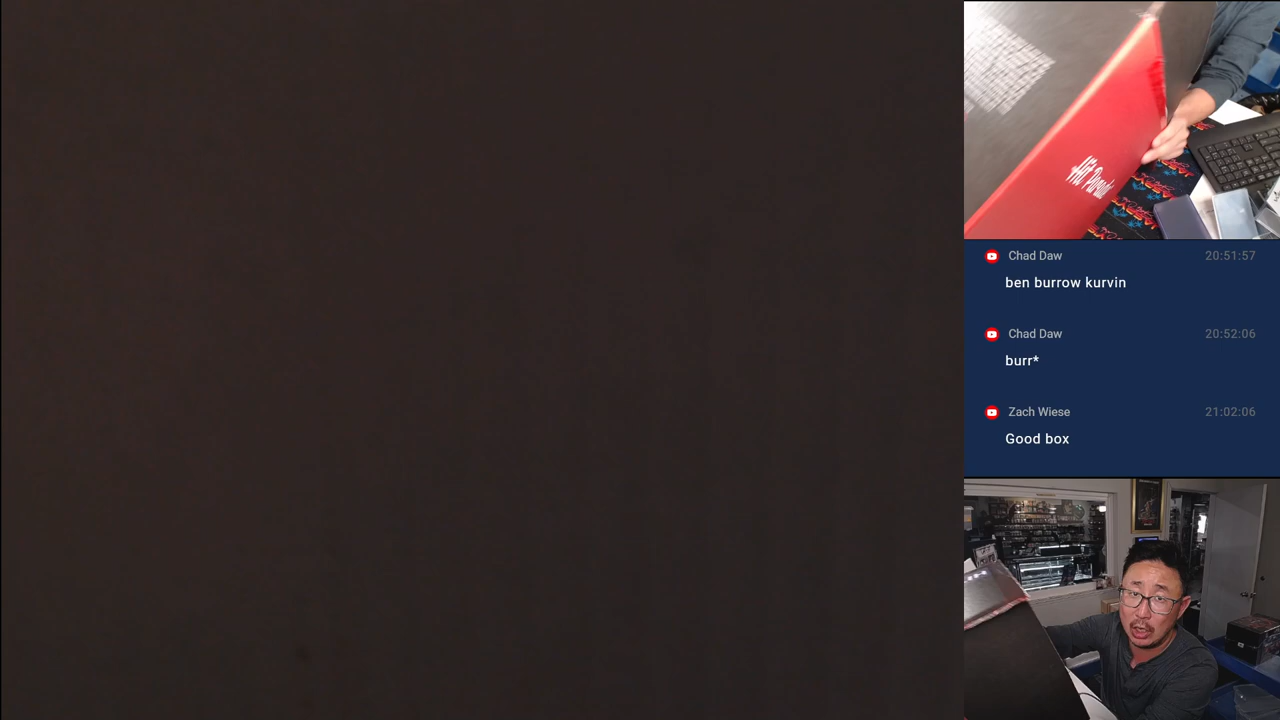 Hit Parade
Chad Daw 20:51:57
ben burrow kurvin
Chad Daw 20:52:06
burr*
Zach Wiese 21:02:06
Good box